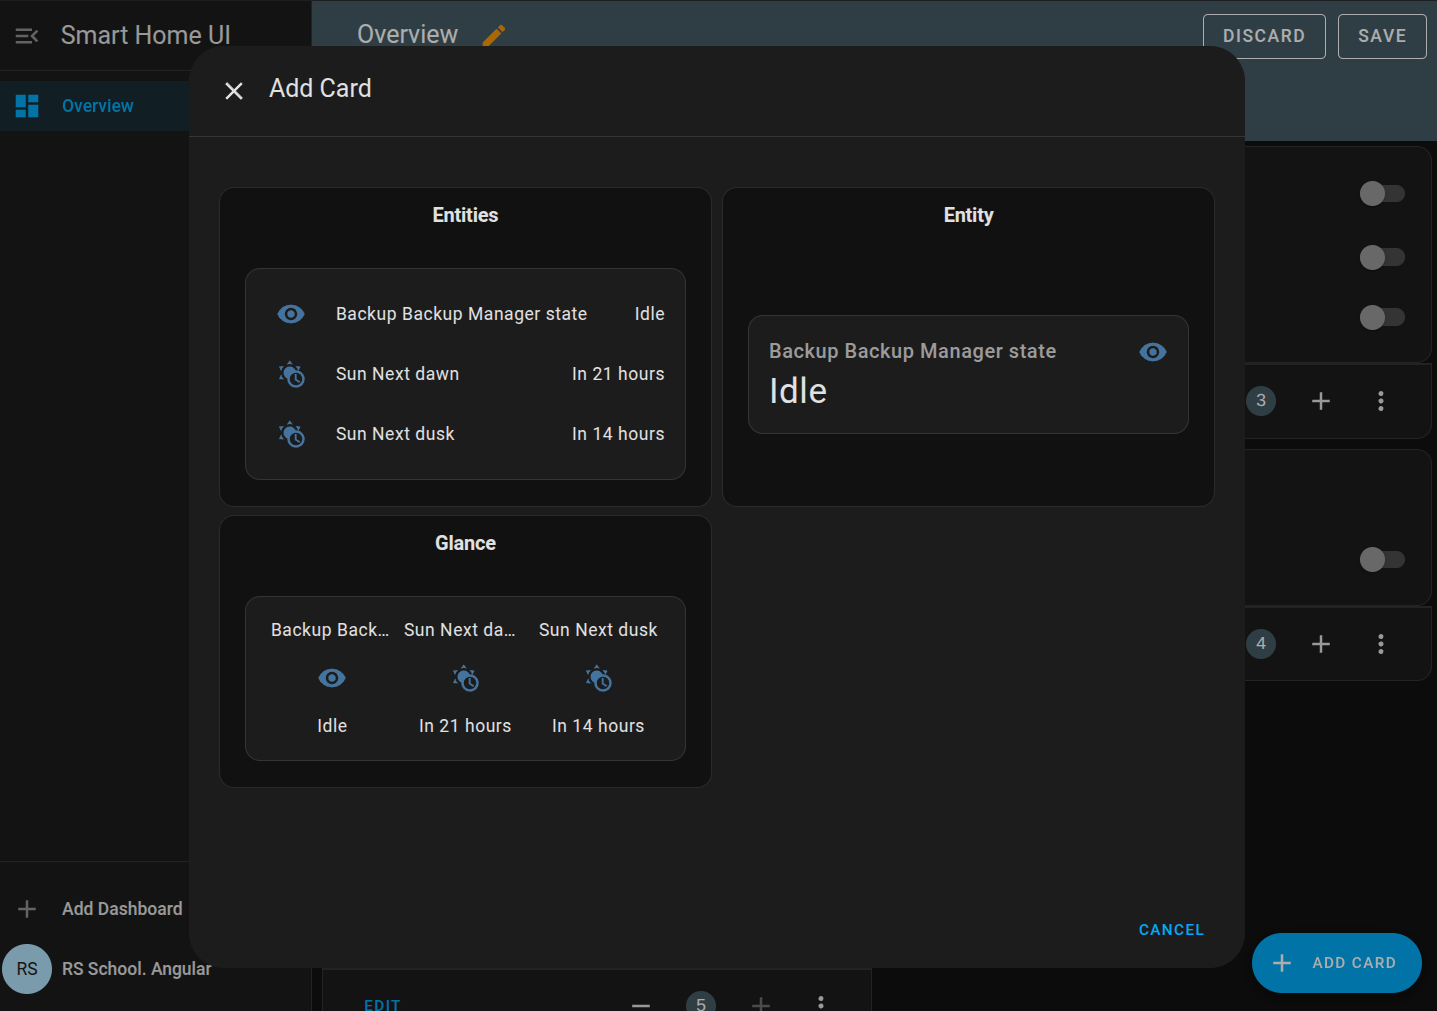 Smart Home UI
Overview
DISCARD
SAVE
Overview
Add Card
Entities
Backup Backup Manager state Idle
Sun Next dawn In 21 hours
Sun Next dusk In 14 hours
Entity
Backup Backup Manager state
Idle
3
4
Glance
Backup Back... Sun Next da... Sun Next dusk
Idle In 21 hours In 14 hours
CANCEL
Add Dashboard
RS RS School. Angular
ADD CARD
EDIT
5